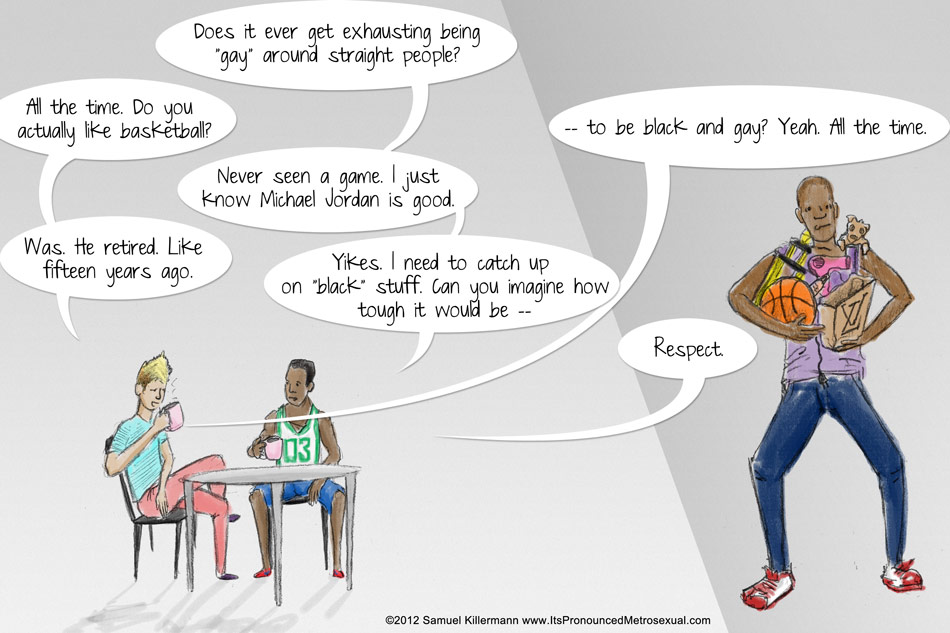 Does it ever get exhausting being
"gay" around straight people?
All the time. Do you
actually like basketball?
Never seen a game. I just
know Michael Jordan is good.
Was. He retired. Like
fifteen years ago.
Yikes. I need to catch up
on "black" stuff. Can you imagine how
tough it would be --
-- to be black and gay? Yeah. All the time.
Respect.
03
LV
©2012 Samuel Killermann www.ItsPronouncedMetrosexual.com